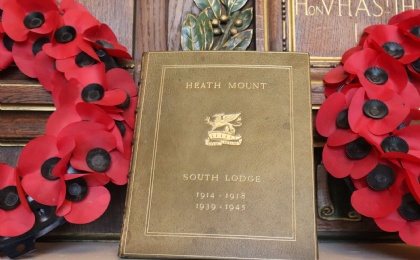 HEATH MOUNT
SOUTH LODGE
1914 - 1918
1939 - 1945